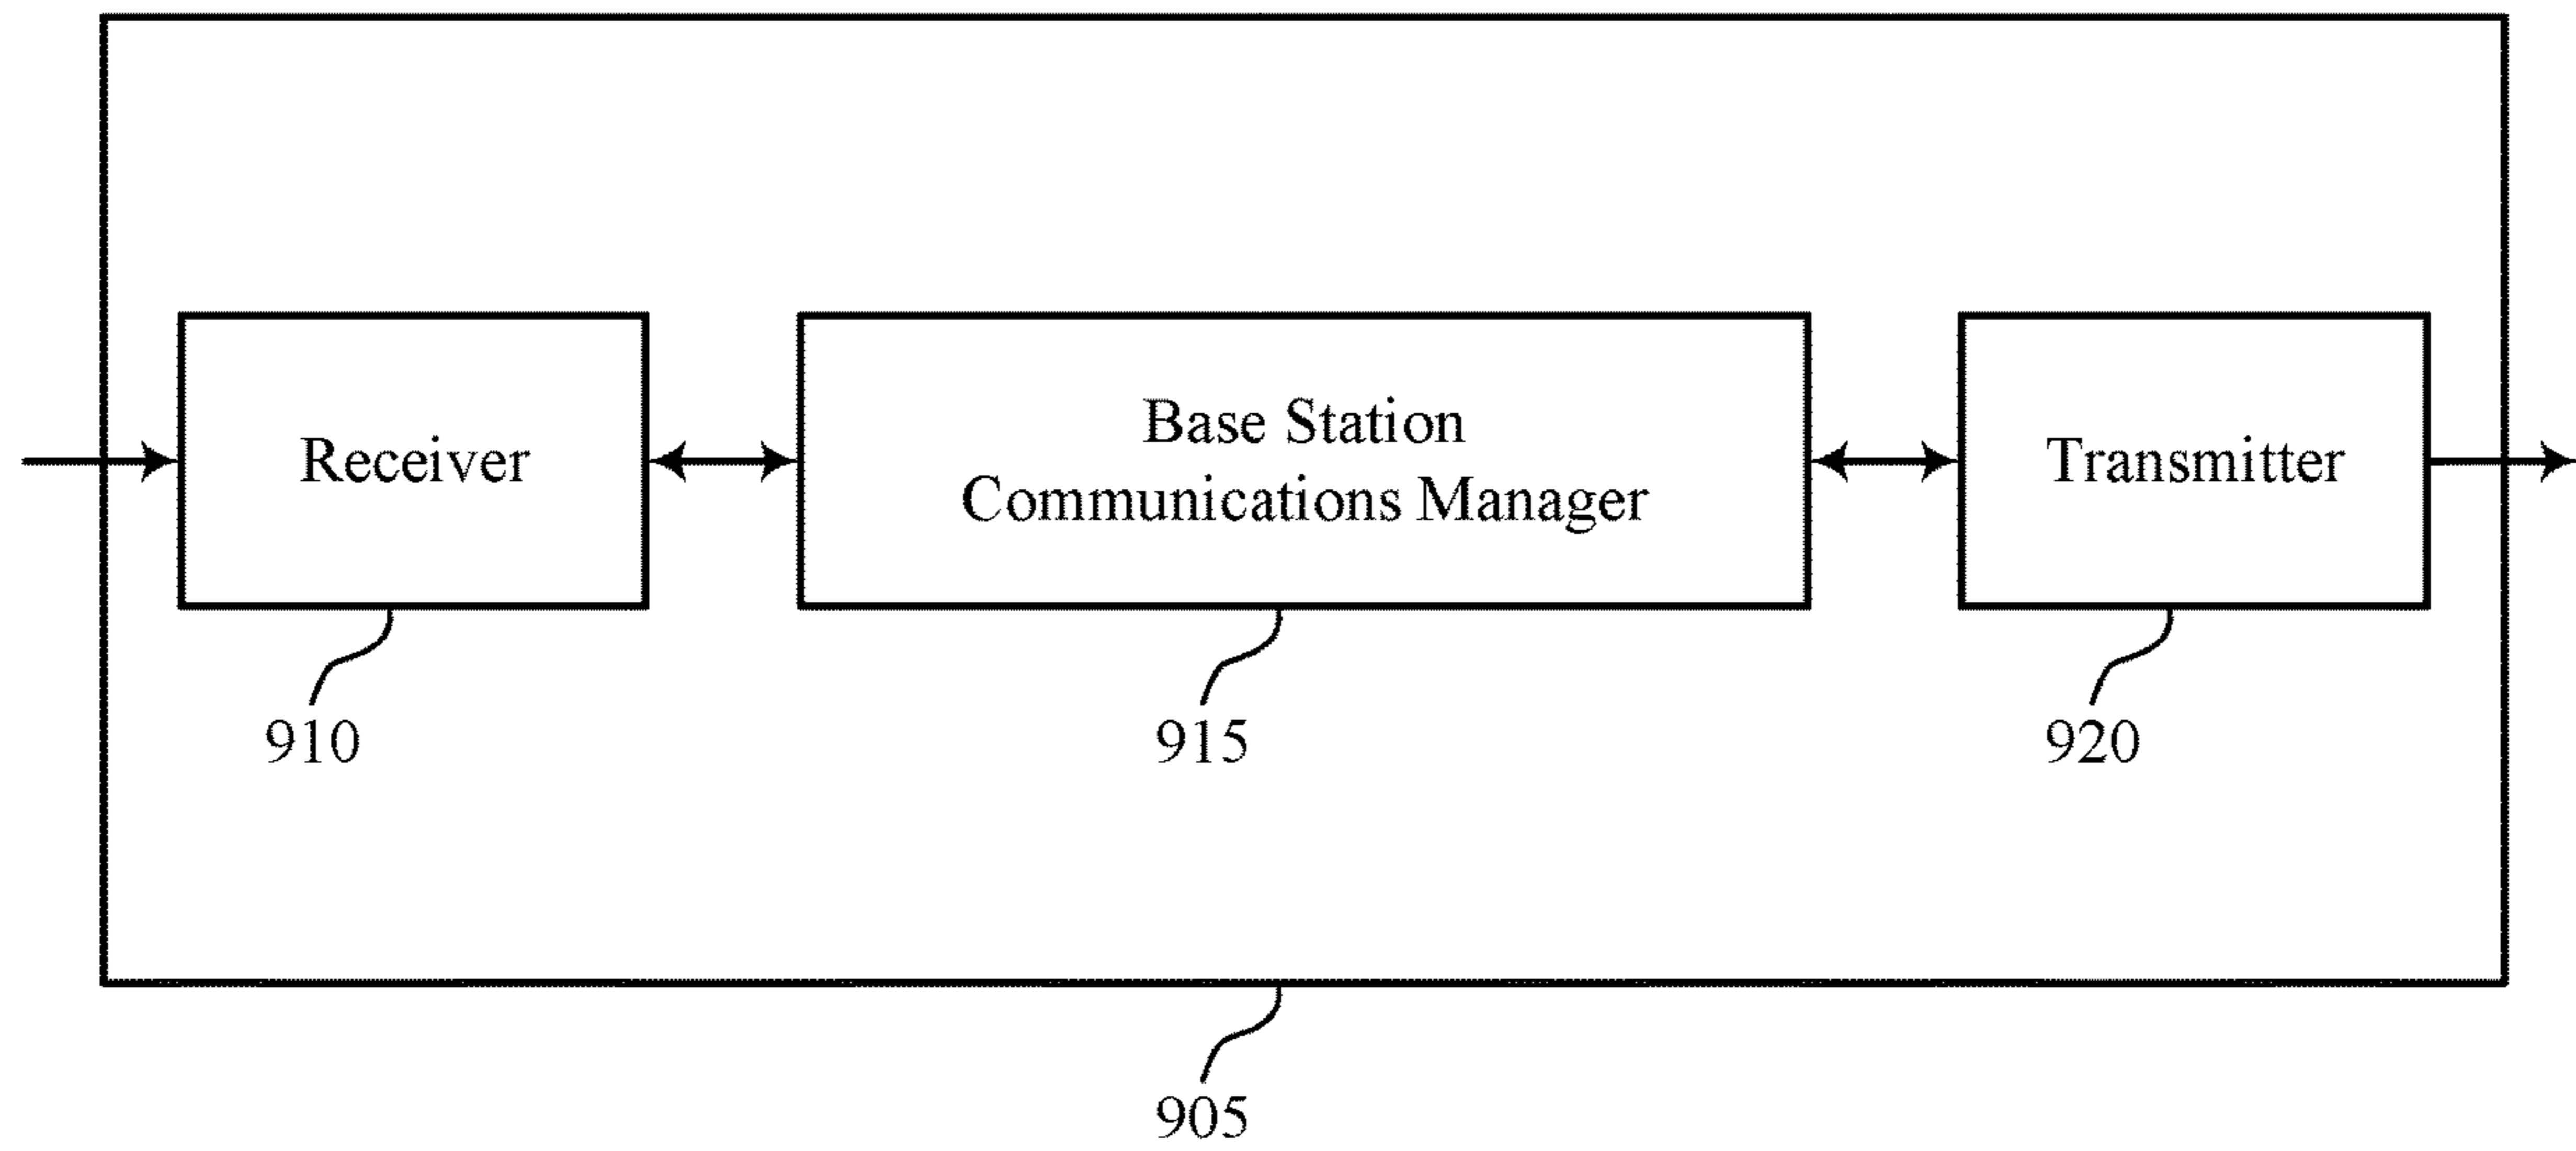 Receiver
Base Station
Communications Manager
Transmitter
910
915
920
905